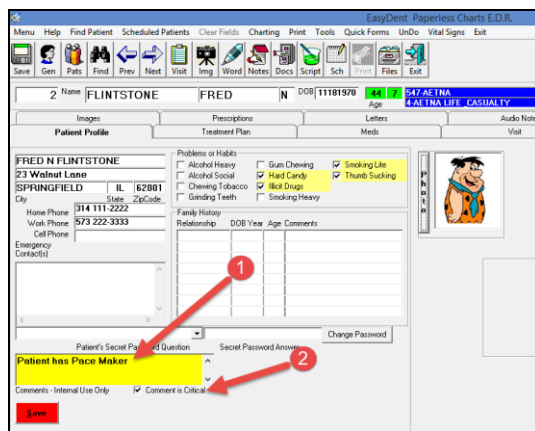 EasyDent Paperless Charts E.D.R.
Menu Help Find Patient Scheduled Patients Clear Fields Charting Print Tools Quick Forms UnDo Vital Signs Exit
Save Gen Pats Find Prev Next Visit Img Word Notes Docs Script Sch Print Files Exit
2 Name FLINTSTONE FRED N DOB 11181970 44 7 547-AETNA
Age 4-AETNA LIFE_CASUALTY
Images Prescriptions Letters Audio Note
Patient Profile Treatment Plan Meds Visit
FRED N FLINTSTONE
23 Walnut Lane
SPRINGFIELD IL 62001
City State ZipCode
Home Phone 314 111-2222
Work Phone 573 222-3333
Cell Phone
Emergency
Contact(s)
Problems or Habits
Alcohol Heavy Gum Chewing Smoking Lite
Alcohol Social Hard Candy Thumb Sucking
Chewing Tobacco Illicit Drugs
Grinding Teeth Smoking Heavy
Family History
Relationship DOB Year Age Comments
Photo
1
Change Password
Patient's Secret Password Question Secret Password Answer
2
Patient has Pace Maker
Comments - Internal Use Only Comment is Critical
Save